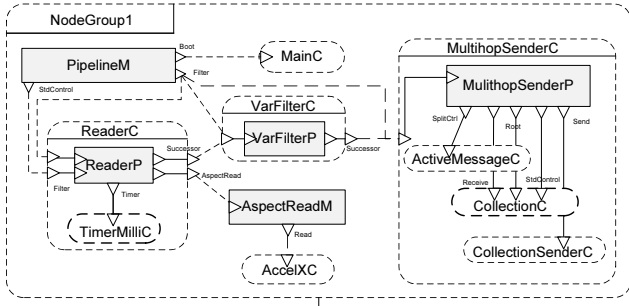 NodeGroup1
PipelineM
Boot
Filter
StdControl
MainC
MultihopSenderC
MulithopSenderP
SplitCtrl
Root
Send
VarFilterC
VarFilterP
Successor
ReaderC
ReaderP
Successor
AspectRead
Filter
Timer
TimerMilliC
AspectReadM
Read
AccelXC
ActiveMessageC
Receive
StdControl
CollectionC
CollectionSenderC